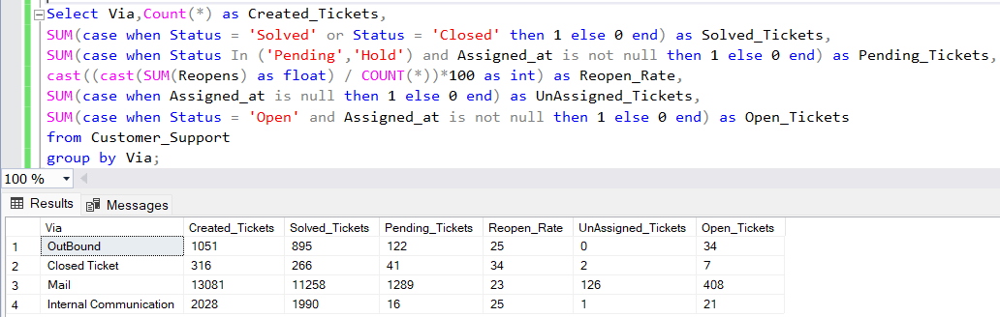 Select Via,Count(*) as Created_Tickets,
SUM(case when Status = 'Solved' or Status = 'Closed' then 1 else 0 end) as Solved_Tickets,
SUM(case when Status In ('Pending','Hold') and Assigned_at is not null then 1 else 0 end) as Pending_Tickets,
cast((cast(SUM(Reopens) as float) / COUNT(*))*100 as int) as Reopen_Rate,
SUM(case when Assigned_at is null then 1 else 0 end) as UnAssigned_Tickets,
SUM(case when Status = 'Open' and Assigned_at is not null then 1 else 0 end) as Open_Tickets
from Customer_Support
group by Via;
100 %
Results Messages
Via Created_Tickets Solved_Tickets Pending_Tickets Reopen_Rate UnAssigned_Tickets Open_Tickets
1 OutBound 1051 895 122 25 0 34
2 Closed Ticket 316 266 41 34 2 7
3 Mail 13081 11258 1289 23 126 408
4 Internal Communication 2028 1990 16 25 1 21